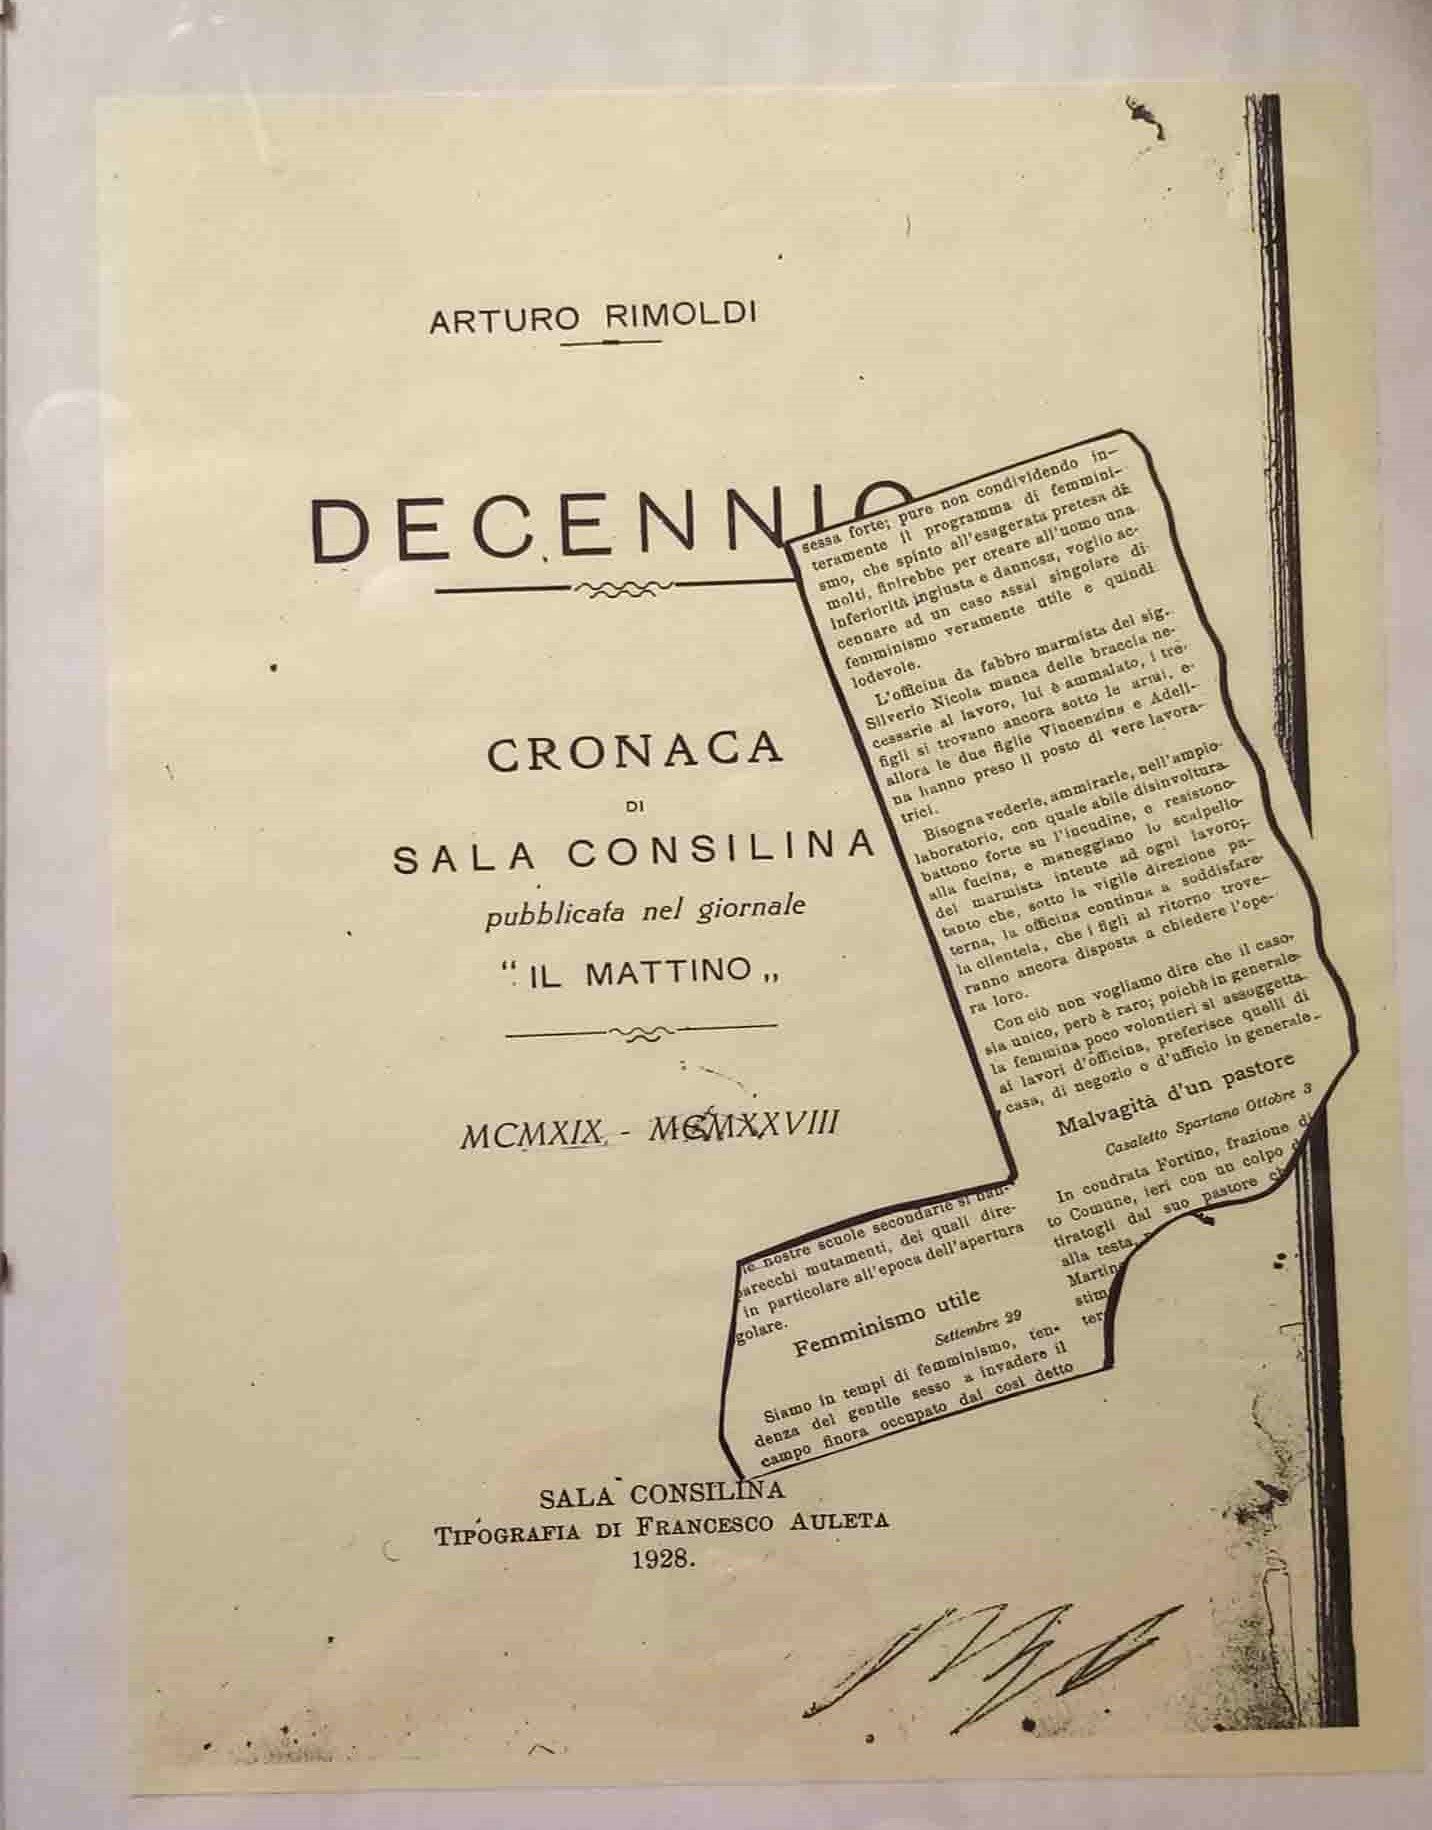 ARTURO RIMOLDI
DECENNIO
CRONACA
DI
SALA CONSILINA
pubblicata nel giornale
“ IL MATTINO „
MCMXIX - MCMXXVIII
le nostre scuole secondarie si
parecchi mutamenti, dei quali dire-
in particolare all'epoca dell'apertura
golare.
Femminismo utile
Settembre 29
Siamo in tempi di femminismo, ten-
denza del gentile sesso a invadere il
campo finora occupato dal così detto
sessa forte; pure non condividendo in-
teramente il programma di femmini-
smo, che spinto all'esagerata pretesa di
molti, finirebbe per creare all'uomo una
inferiorità ingiusta e dannosa, voglio ac-
cennare ad un caso assai singolare di
femminismo veramente utile e quindi
lodevole.
L'officina da fabbro marmista del sig.
Silverio Nicola manca delle braccia ne-
cessarie al lavoro, lui è ammalato, i tre
figli si trovano ancora sotto le armi, e
allora le due figlie Vincenzina e Adeli-
na hanno preso il posto di vere lavora-
trici.
Bisogna vederle, ammirarle, nell'ampio
laboratorio, con quale abile disinvoltura
battono forte su l'incudine, e resistono
alla fucina, e maneggiano lo scalpello
del marmista intente ad ogni lavoro;
tanto che, sotto la vigile direzione pa-
terna, la officina continua a soddisfare
la clientela, che i figli al ritorno trove-
ranno ancora disposta a chiedere l'ope-
ra loro.
Con ciò non vogliamo dire che il caso
sia unico, però è raro; poichè in generale
la femmina poco volontieri si assuggetta
ai lavori d'officina, preferisce quelli di
casa, di negozio o d'ufficio in generale
Malvagità d'un pastore
Casaletto Spartano Ottobre 3
In condrata Fortino, frazione di
to Comune, ieri con un colpo
tiratogli dal suo pastore
alla testa,
Martin
stim
ter
SALA CONSILINA
TIPOGRAFIA DI FRANCESCO AULETA
1928.